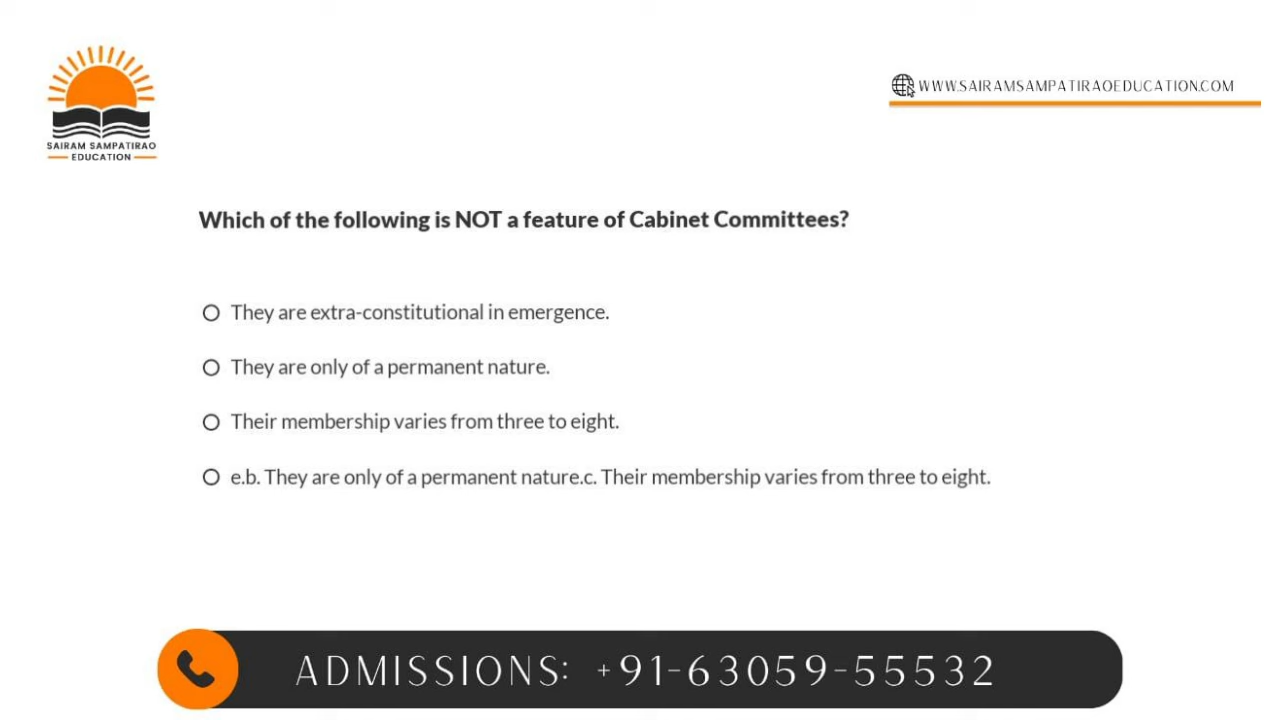 SAIRAM SAMPATIRAO
EDUCATION
WWW.SAIRAMSAMPATIRAOEDUCATION.COM
Which of the following is NOT a feature of Cabinet Committees?
They are extra-constitutional in emergence.
They are only of a permanent nature.
Their membership varies from three to eight.
e.b. They are only of a permanent nature.c. Their membership varies from three to eight.
ADMISSIONS: +91-63059-55532